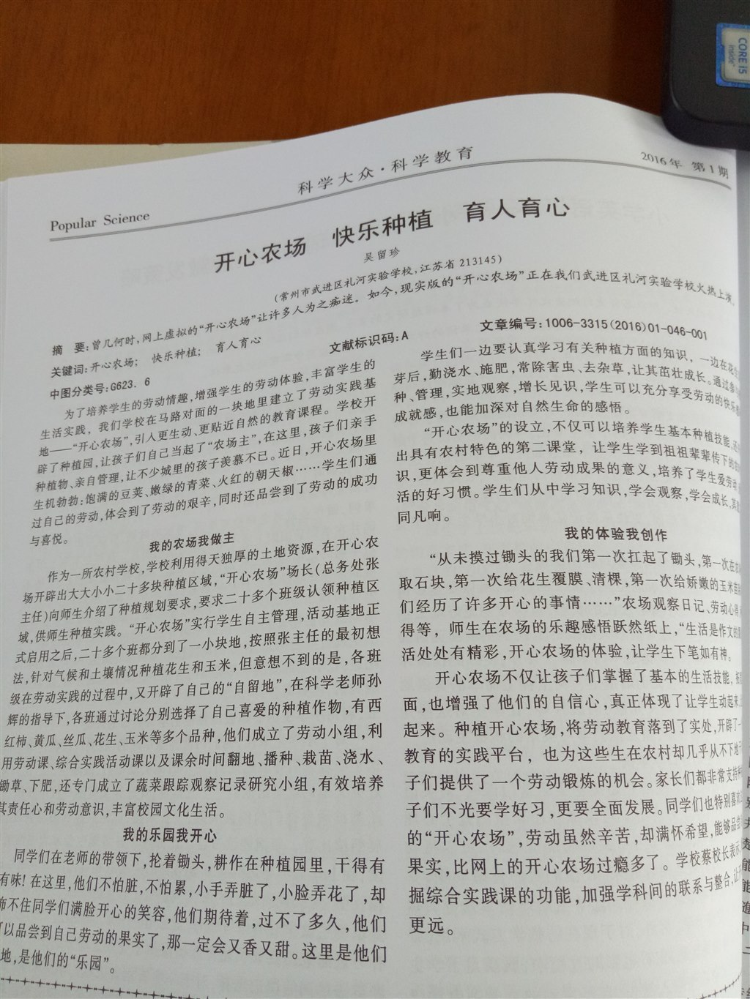 CORE i5
inside
科学大众·科学教育
2016年 第1期
Popular Science
开心农场 快乐种植 育人育心
吴留珍
(常州市武进区礼河实验学校,江苏省 213145)
摘 要:曾几何时,网上虚拟的“开心农场”让许多人为之痴迷。如今,现实版的“开心农场”正在我们武进区礼河实验学校火热上演。
关键词:开心农场; 快乐种植; 育人育心
中图分类号:G623.6
文献标识码:A
文章编号:1006-3315(2016)01-046-001
为了培养学生的劳动情趣,增强学生的劳动体验,丰富学生的
生活实践,我们学校在马路对面的一块地里建立了劳动实践基
地——“开心农场”,引人更生动、更贴近自然的教育课程。学校开
辟了种植园,让孩子们自己当起了“农场主”,在这里,孩子们亲手
种植物、亲自管理,让不少城里的孩子羡慕不已。近日,开心农场里
生机勃勃:饱满的豆荚、嫩绿的青菜、火红的朝天椒……学生们通
过自己的劳动,体会到了劳动的艰辛,同时还品尝到了劳动的成功
与喜悦。
我的农场我做主
作为一所农村学校,学校利用得天独厚的土地资源,在开心农
场开辟出大大小小二十多块种植区域,“开心农场”场长(总务处张
主任)向师生介绍了种植规划要求,要求二十多个班级认领种植区
域,供师生种植实践。“开心农场”实行学生自主管理,活动基地正
式启用之后,二十多个班都分到了一小块地,按照张主任的最初想
法,针对气候和土壤情况种植花生和玉米,但意想不到的是,各班
级在劳动实践的过程中,又开辟了自己的“自留地”,在科学老师孙
辉的指导下,各班通过讨论分别选择了自己喜爱的种植作物,有西
红柿、黄瓜、丝瓜、花生、玉米等多个品种,他们成立了劳动小组,利
用劳动课、综合实践活动课以及课余时间翻地、播种、栽苗、浇水、
锄草、下肥,还专门成立了蔬菜跟踪观察记录研究小组,有效培养
其责任心和劳动意识,丰富校园文化生活。
我的乐园我开心
同学们在老师的带领下,抡着锄头,耕作在种植园里,干得有
有味!在这里,他们不怕脏,不怕累,小手弄脏了,小脸弄花了,却
不住同学们满脸开心的笑容,他们期待着,过不了多久,他们
以品尝到自己劳动的果实了,那一定会又香又甜。这里是他们
地,是他们的“乐园”。
学生们一边要认真学习有关种植方面的知识,一边在花
芽后,勤浇水、施肥,常除害虫、去杂草,让其茁壮成长。通过参
种、管理,实地观察,增长见识,学生可以充分享受劳动的快乐
成就感,也能加深对自然生命的感悟。
“开心农场”的设立,不仅可以培养学生基本种植技能,
出具有农村特色的第二课堂,让学生学到祖祖辈辈传下的
识,更体会到尊重他人劳动成果的意义,培养了学生爱劳动
活的好习惯。学生们从中学习知识,学会观察,学会成长,
同凡响。
我的体验我创作
“从未摸过锄头的我们第一次扛起了锄头,第一次在
取石块,第一次给花生覆膜、清棵,第一次给娇嫩的玉米
们经历了许多开心的事情……”农场观察日记、劳动心得
得等,师生在农场的乐趣感悟跃然纸上,“生活是作文的
活处处有精彩,开心农场的体验,让学生下笔如有神。
开心农场不仅让孩子们掌握了基本的生活技能,
面,也增强了他们的自信心,真正体现了让学生动起来,
起来。种植开心农场,将劳动教育落到了实处,开辟了一
教育的实践平台,也为这些生在农村却几乎从不下地
子们提供了一个劳动锻炼的机会。家长们都非常支持
子们不光要学好习,更要全面发展。同学们也特别喜欢
的“开心农场”,劳动虽然辛苦,却满怀希望,能够品尝
果实,比网上的开心农场过瘾多了。学校蔡校长表示
掘综合实践课的功能,加强学科间的联系与整合,让
更远。